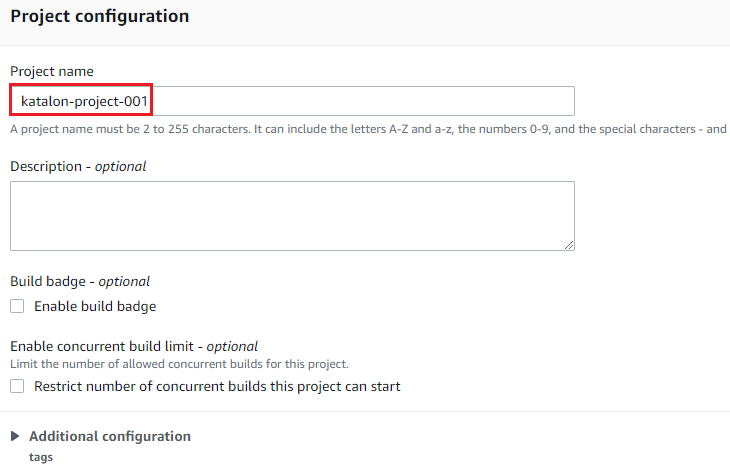 Project configuration
Project name
katalon-project-001
A project name must be 2 to 255 characters. It can include the letters A-Z and a-z, the numbers 0-9, and the special characters - and
Description - optional
Build badge - optional
Enable build badge
Enable concurrent build limit - optional
Limit the number of allowed concurrent builds for this project.
Restrict number of concurrent builds this project can start
Additional configuration
tags